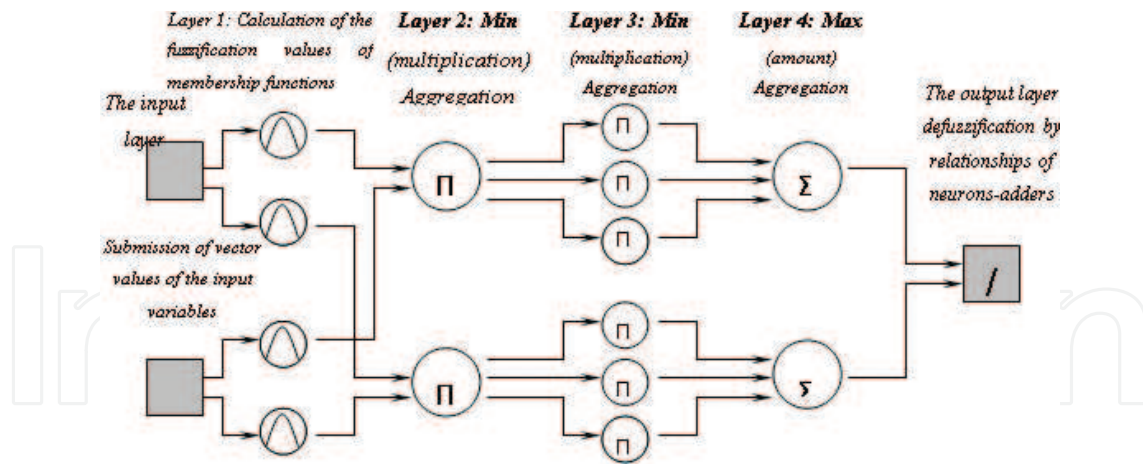 Layer 1: Calculation of the
fuzzification values of
membership functions
Layer 2: Min
(multiplication)
Aggregation
Layer 3: Min
(multiplication)
Aggregation
Layer 4: Max
(amount)
Aggregation
The input
layer
The output layer
defuzzification by
relationships of
neurons-adders
Π
Π
Π
Π
Σ
Submission of vector
values of the input
variables
/
Π
Π
Π
Π
Σ